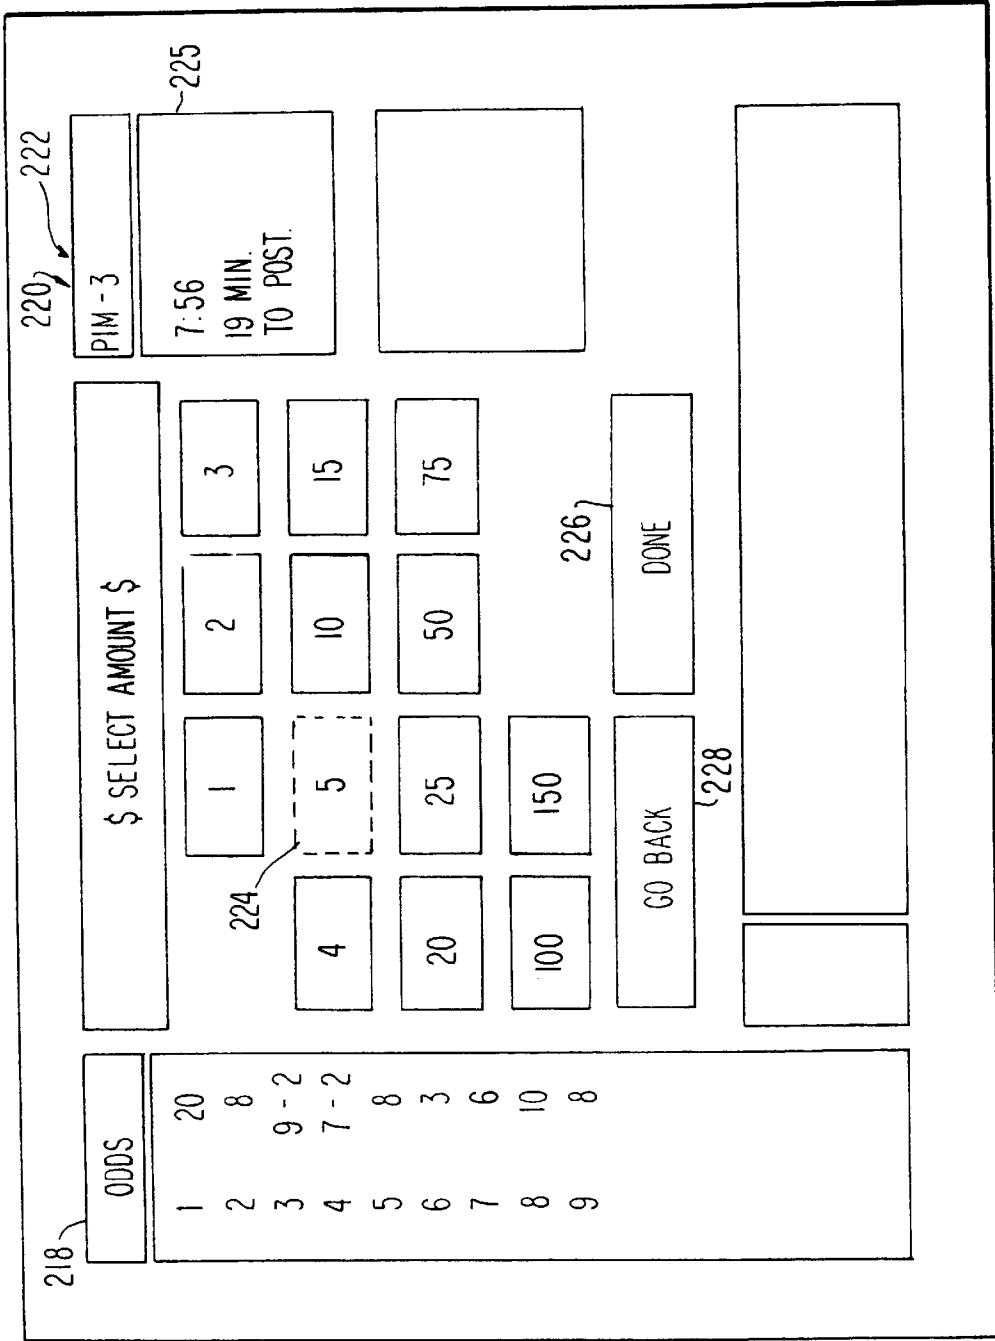 220
222
218
ODDS
$ SELECT AMOUNT $
PIM - 3
225
1 20
2 8
3 9 - 2
4 7 - 2
5 8
6 3
7 6
8 10
9 8
1 2 3
224
4 5 10 15
20 25 50 75
100 150
7:56
19 MIN.
TO POST.
226
GO BACK
DONE
228